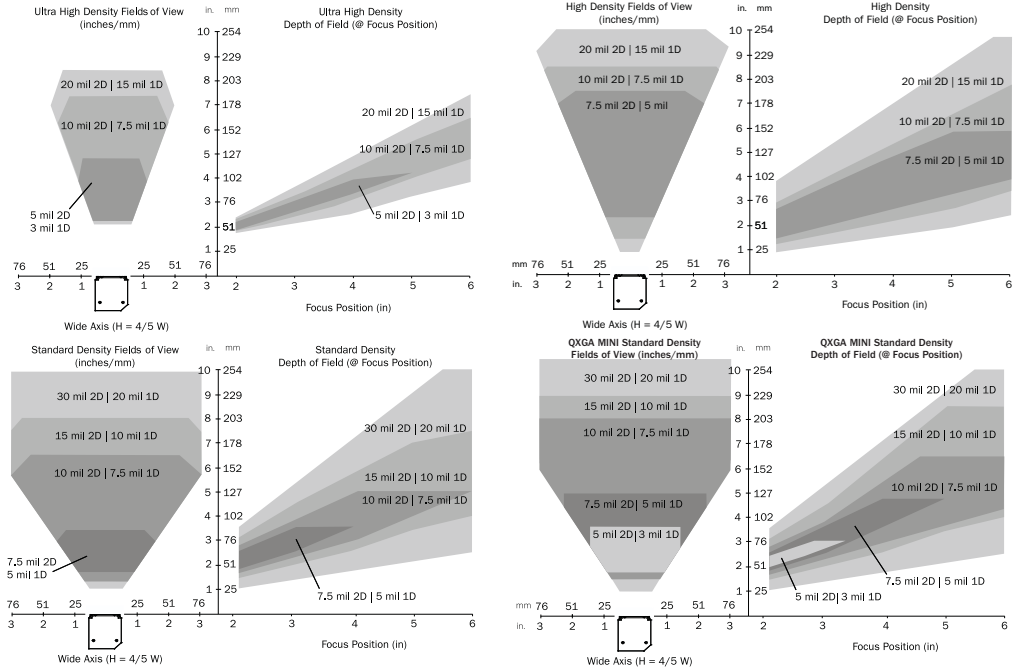 Ultra High Density Fields of View
(inches/mm)
in. mm
Ultra High Density
Depth of Field (@ Focus Position)
10 254
9 229
8 203
7 178
6 152
5 127
4 102
3 76
2 51
1 25
20 mil 2D | 15 mil 1D
10 mil 2D | 7.5 mil 1D
5 mil 2D
3 mil 1D
20 mil 2D | 15 mil 1D
10 mil 2D | 7.5 mil 1D
5 mil 2D | 3 mil 1D
76 51 25 25 51 76
3 2 1 1 2 3
2 3 4 5 6
Focus Position (in)
Wide Axis (H = 4/5 W)
High Density Fields of View
(inches/mm)
in. mm
High Density
Depth of Field (@ Focus Position)
10 254
9 229
8 203
7 178
6 152
5 127
4 102
3 76
2 51
1 25
20 mil 2D | 15 mil 1D
10 mil 2D | 7.5 mil 1D
7.5 mil 2D | 5 mil
20 mil 2D | 15 mil 1D
10 mil 2D | 7.5 mil 1D
7.5 mil 2D | 5 mil 1D
mm 76 51 25 25 51 76
in. 3 2 1 1 2 3
2 3 4 5 6
Focus Position (in)
Wide Axis (H = 4/5 W)
Standard Density Fields of View
(inches/mm)
in. mm
Standard Density
Depth of Field (@ Focus Position)
10 254
9 229
8 203
7 178
6 152
5 127
4 102
3 76
2 51
1 25
30 mil 2D | 20 mil 1D
15 mil 2D | 10 mil 1D
10 mil 2D | 7.5 mil 1D
7.5 mil 2D
5 mil 1D
30 mil 2D | 20 mil 1D
15 mil 2D | 10 mil 1D
10 mil 2D | 7.5 mil 1D
7.5 mil 2D | 5 mil 1D
76 51 25 25 51 76
3 2 1 1 2 3
2 3 4 5 6
Focus Position (in)
Wide Axis (H = 4/5 W)
QXGA MINI Standard Density
Fields of View (inches/mm)
in. mm
QXGA MINI Standard Density
Depth of Field (@ Focus Position)
10 254
9 229
8 203
7 178
6 152
5 127
4 102
3 76
2 51
1 25
30 mil 2D | 20 mil 1D
15 mil 2D | 10 mil 1D
10 mil 2D | 7.5 mil 1D
7.5 mil 2D | 5 mil 1D
5 mil 2D | 3 mil 1D
30 mil 2D | 20 mil 1D
15 mil 2D | 10 mil 1D
10 mil 2D | 7.5 mil 1D
7.5 mil 2D | 5 mil 1D
5 mil 2D | 3 mil 1D
mm 76 51 25 25 51 76
in. 3 2 1 1 2 3
2 3 4 5 6
Focus Position (in)
Wide Axis (H = 4/5 W)